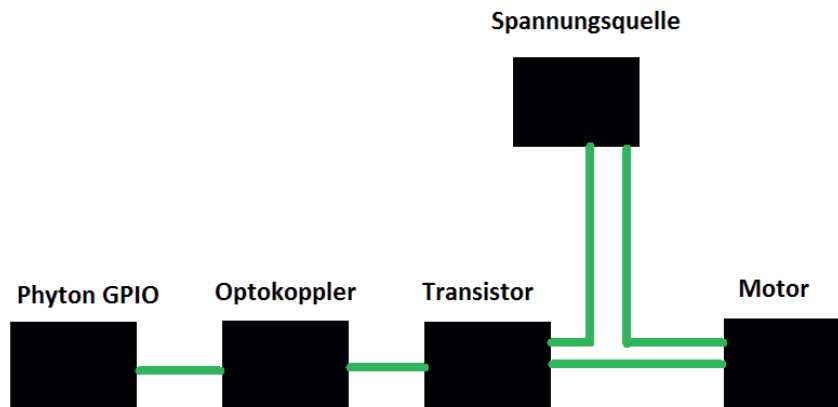 Spannungsquelle
Phyton GPIO
Optokoppler
Transistor
Motor